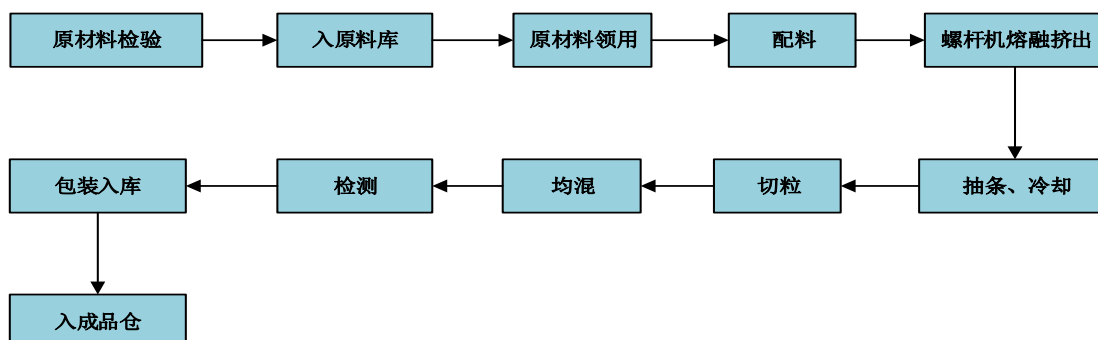 原材料检验
入原料库
原材料领用
配料
螺杆机熔融挤出
包装入库
检测
均混
切粒
抽条、冷却
入成品仓